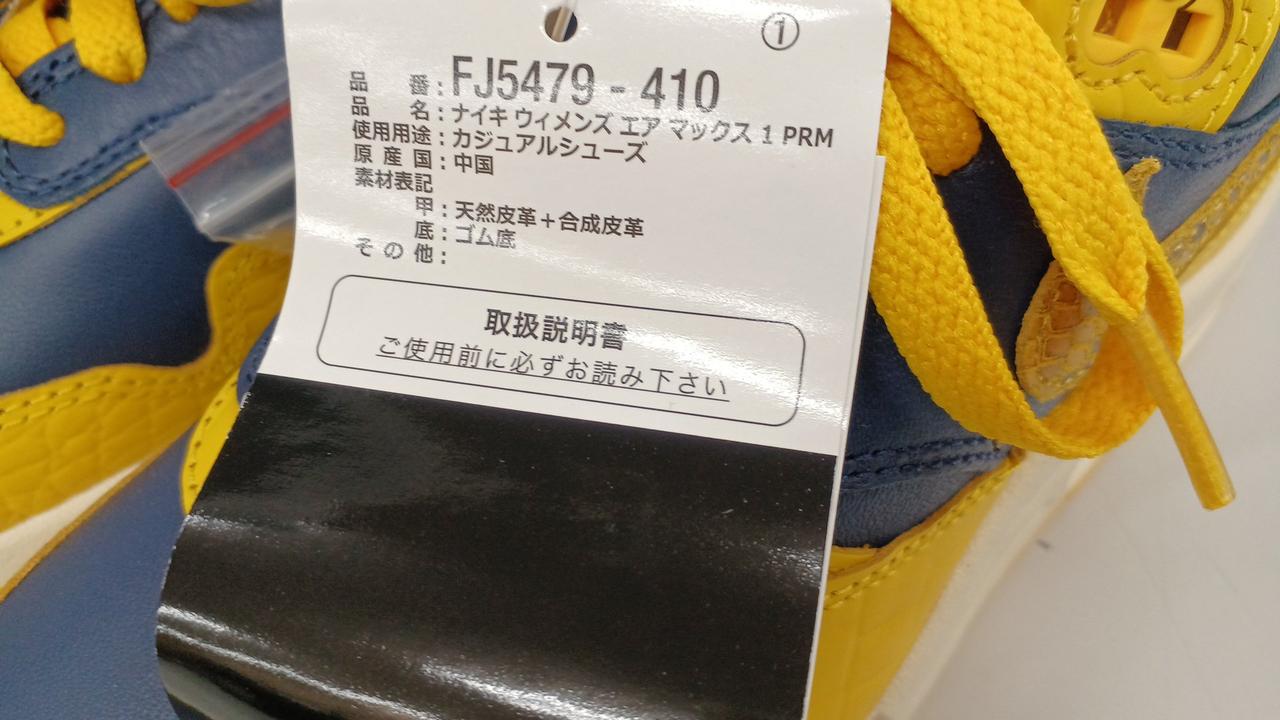 ①
品 番 : FJ5479 - 410
品 名 : ナイキ ウィメンズ エア マックス 1 PRM
使用用途 : カジュアルシューズ
原 産 国 : 中国
素材表記
甲 : 天然皮革+合成皮革
底 : ゴム底
そ の 他 :
取扱説明書
ご使用前に必ずお読み下さい